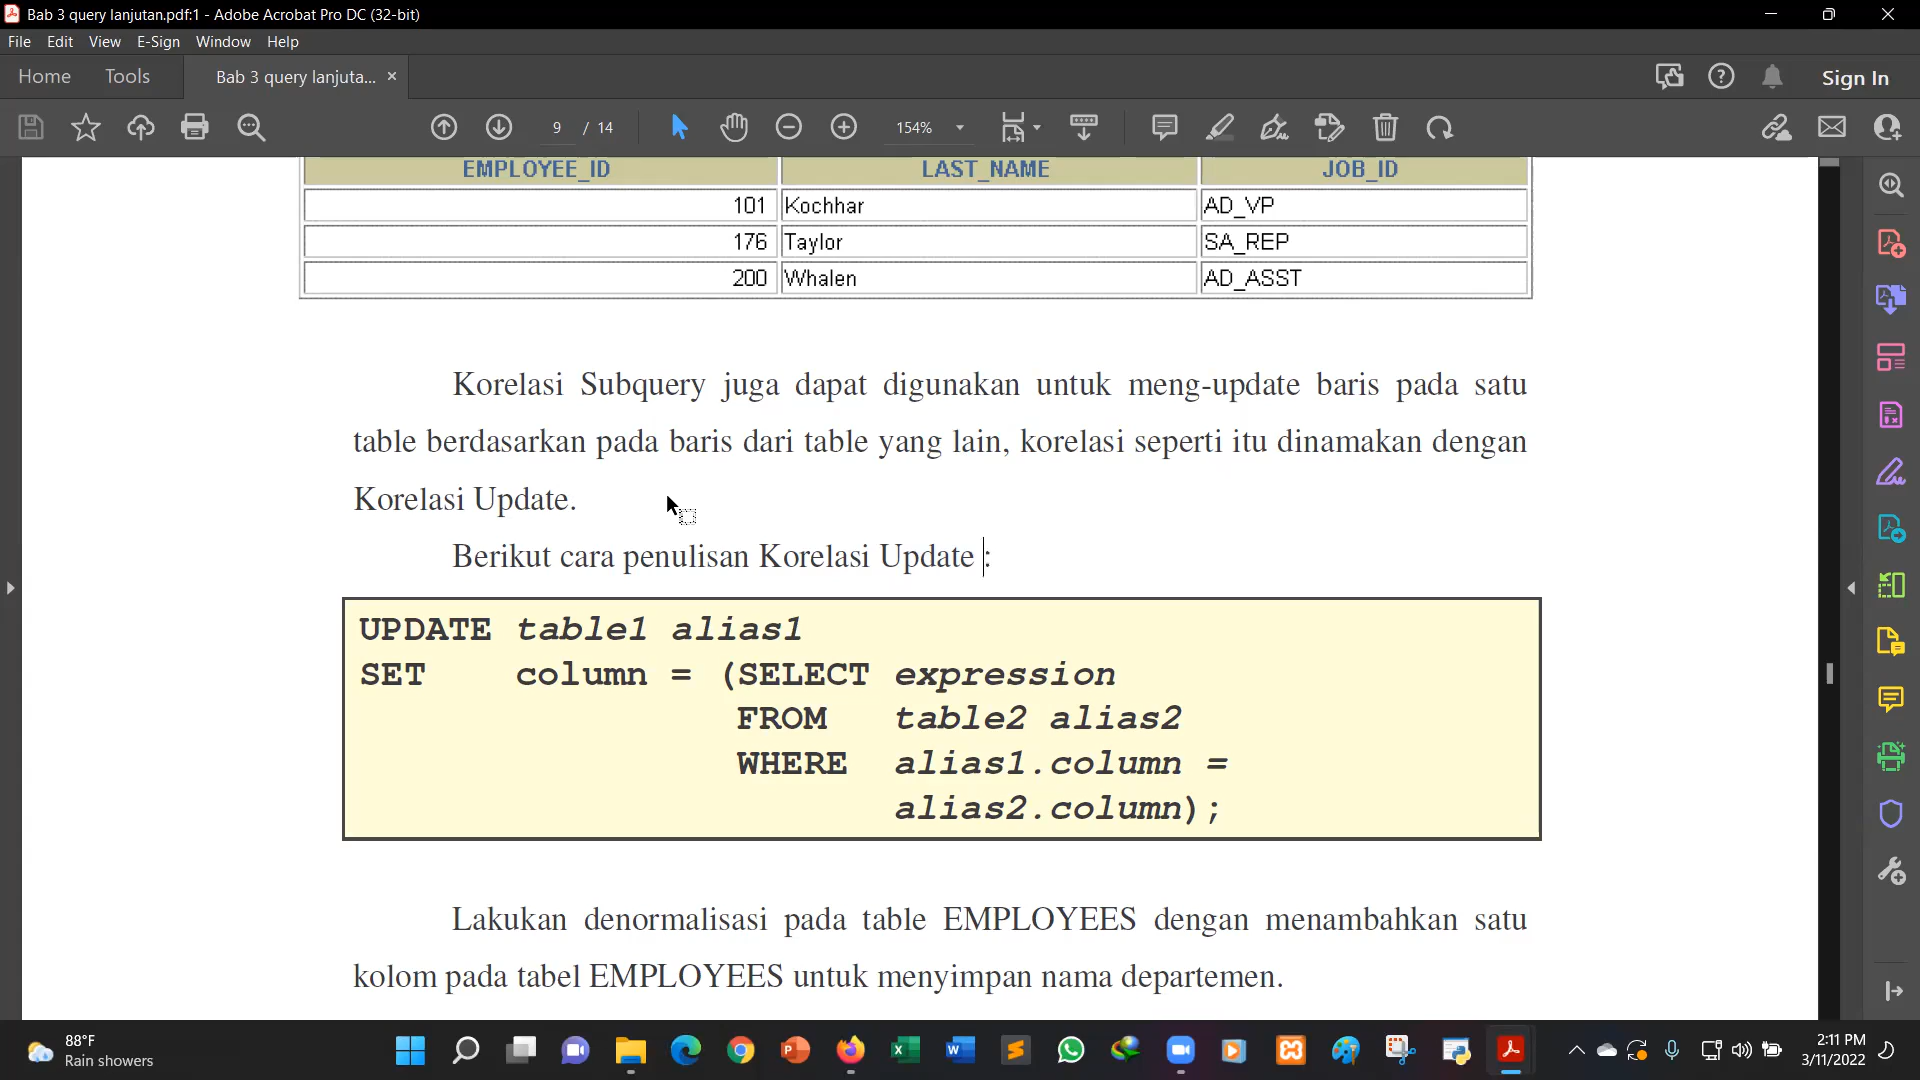 Bab 3 query lanjutan.pdf:1 - Adobe Acrobat Pro DC (32-bit)
File Edit View E-Sign Window Help
Home Tools Bab 3 query lanjuta... × Sign In
9 / 14 154%
EMPLOYEE_ID LAST_NAME JOB_ID
101 Kochhar AD_VP
176 Taylor SA_REP
200 Whalen AD_ASST
Korelasi Subquery juga dapat digunakan untuk meng-update baris pada satu
table berdasarkan pada baris dari table yang lain, korelasi seperti itu dinamakan dengan
Korelasi Update.
Berikut cara penulisan Korelasi Update :
UPDATE table1 alias1
SET column = (SELECT expression
FROM table2 alias2
WHERE alias1.column =
alias2.column);
Lakukan denormalisasi pada table EMPLOYEES dengan menambahkan satu
kolom pada tabel EMPLOYEES untuk menyimpan nama departemen.
88°F
Rain showers
2:11 PM
3/11/2022